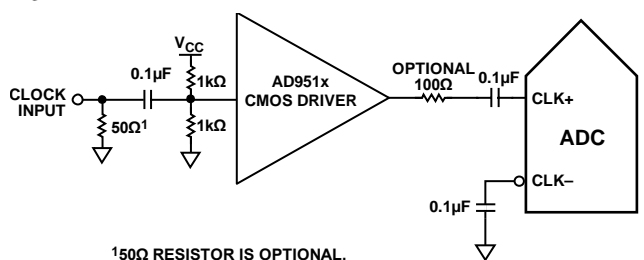 VCC
0.1µF
1kΩ
CLOCK
INPUT
50Ω1
1kΩ
AD951x
CMOS DRIVER
OPTIONAL
100Ω
0.1µF
CLK+
ADC
CLK–
0.1µF
150Ω RESISTOR IS OPTIONAL.